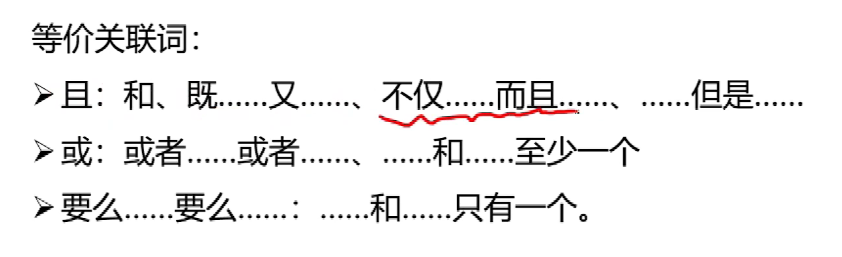 等价关联词：
➢且：和、既……又……、不仅……而且……、……但是……
➢或：或者……或者……、……和……至少一个
➢要么……要么……：……和……只有一个。